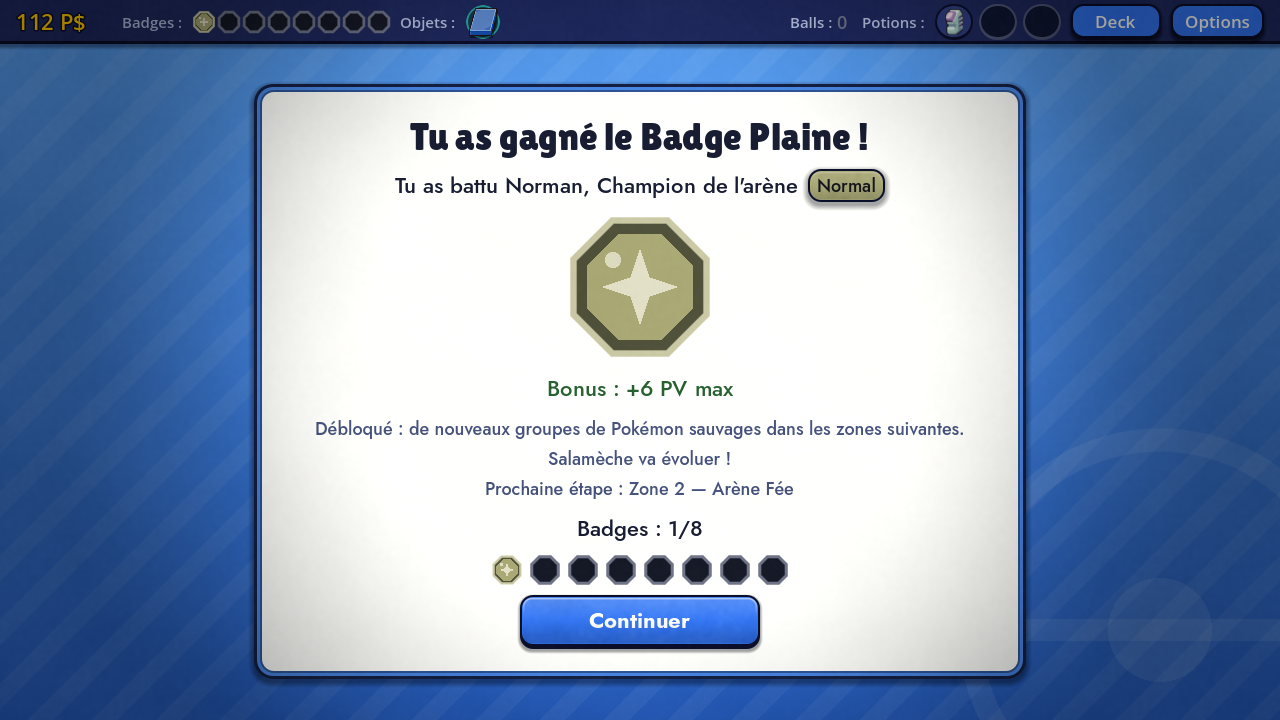 112 P$ Badges : Objets : Balls : 0 Potions : Deck Options
Tu as gagné le Badge Plaine !
Tu as battu Norman, Champion de l'arène Normal
Bonus : +6 PV max
Débloqué : de nouveaux groupes de Pokémon sauvages dans les zones suivantes.
Salamèche va évoluer !
Prochaine étape : Zone 2 — Arène Fée
Badges : 1/8
Continuer